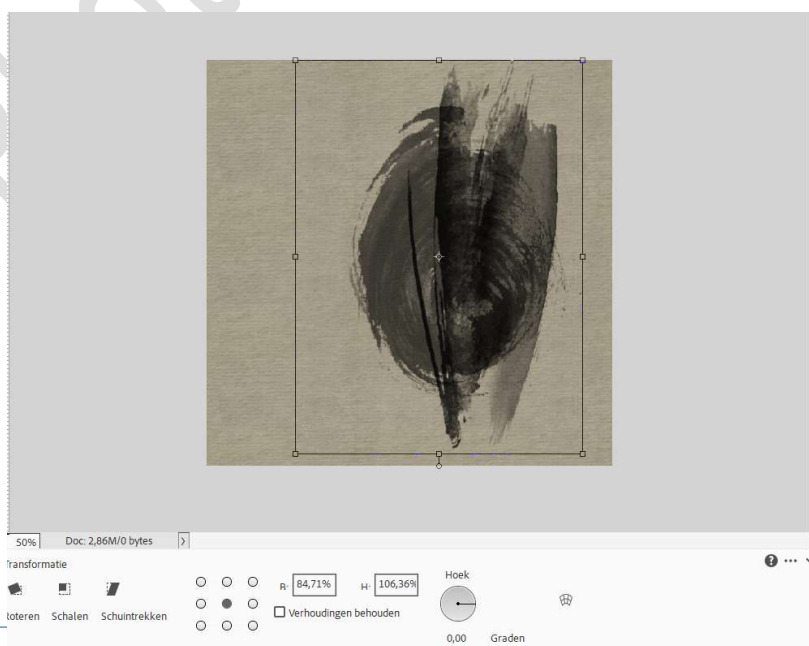 50%
Doc: 2,86M/0 bytes
Transformatie
Roteren
Schalen
Schuintrekken
84,71%
H: 106,36%
Verhoudingen behouden
Hoek
0,00
Graden